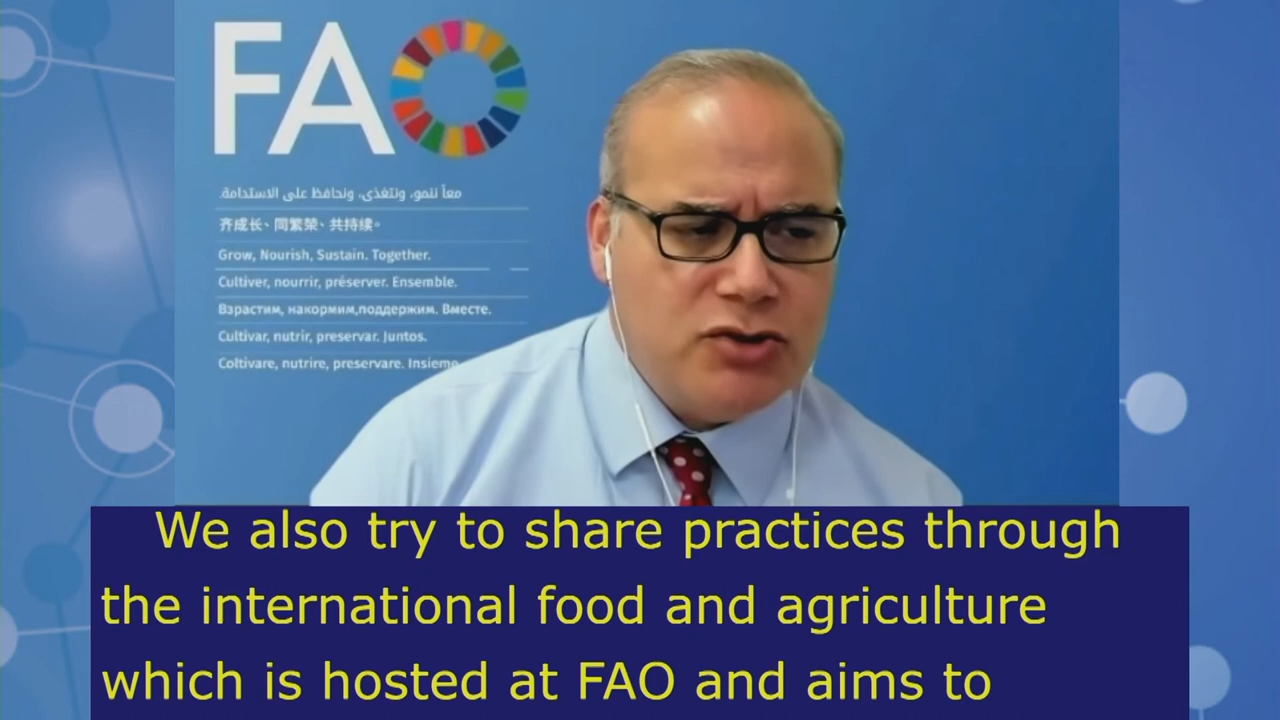 FAO
معاً ننمو، ونتغذى، ونحافظ على الاستدامة.
齐成长、同繁荣、共持续。
Grow, Nourish, Sustain. Together.
Cultiver, nourrir, préserver. Ensemble.
Взрастим, накормим,поддержим. Вместе.
Cultivar, nutrir, preservar. Juntos.
Coltivare, nutrire, preservare. Insieme
We also try to share practices through
the international food and agriculture
which is hosted at FAO and aims to